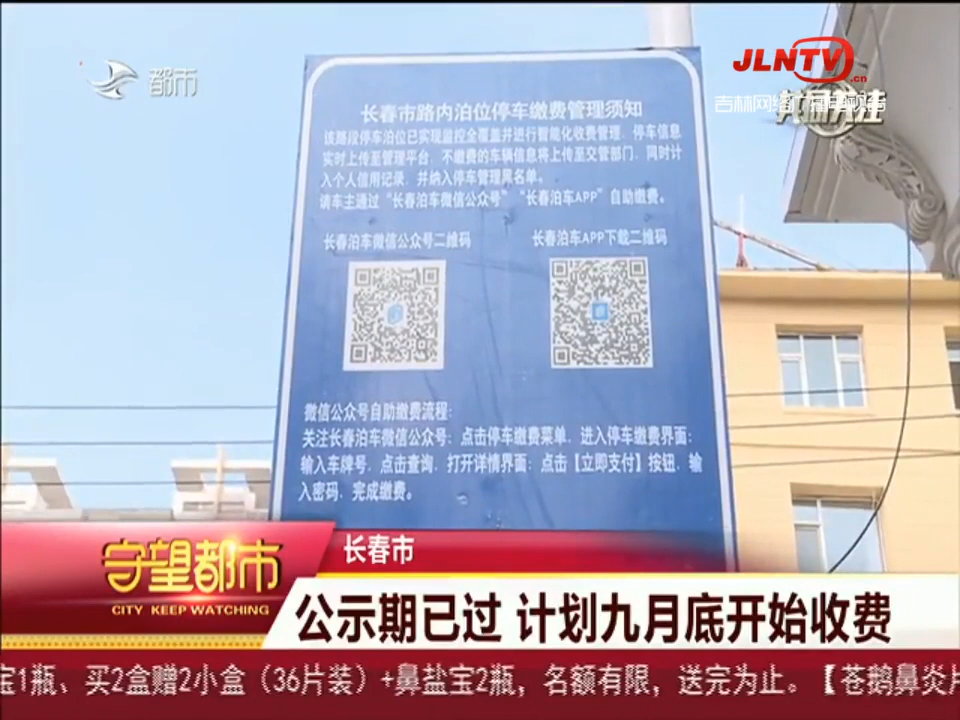 都市
JLNTV.cn
吉林网络广播电视台
共同关注
长春市路内泊位停车缴费管理须知
该路段停车泊位已实现监控全覆盖并进行智能化收费管理，停车信息
实时上传至管理平台，不缴费的车辆信息将上传至交管部门，同时计
入个人信用记录，并纳入停车管理黑名单。
请车主通过“长春泊车微信公众号”“长春泊车APP”自助缴费。
长春泊车微信公众号二维码 长春泊车APP下载二维码
微信公众号自助缴费流程：
关注长春泊车微信公众号；点击停车缴费菜单，进入停车缴费界面；
输入车牌号，点击查询，打开详情界面；点击【立即支付】按钮，输
入密码，完成缴费。
守望都市
CITY KEEP WATCHING
长春市
公示期已过 计划九月底开始收费
宝1瓶、买2盒赠2小盒（36片装）+鼻盐宝2瓶，名额有限，送完为止。【苍鹅鼻炎片